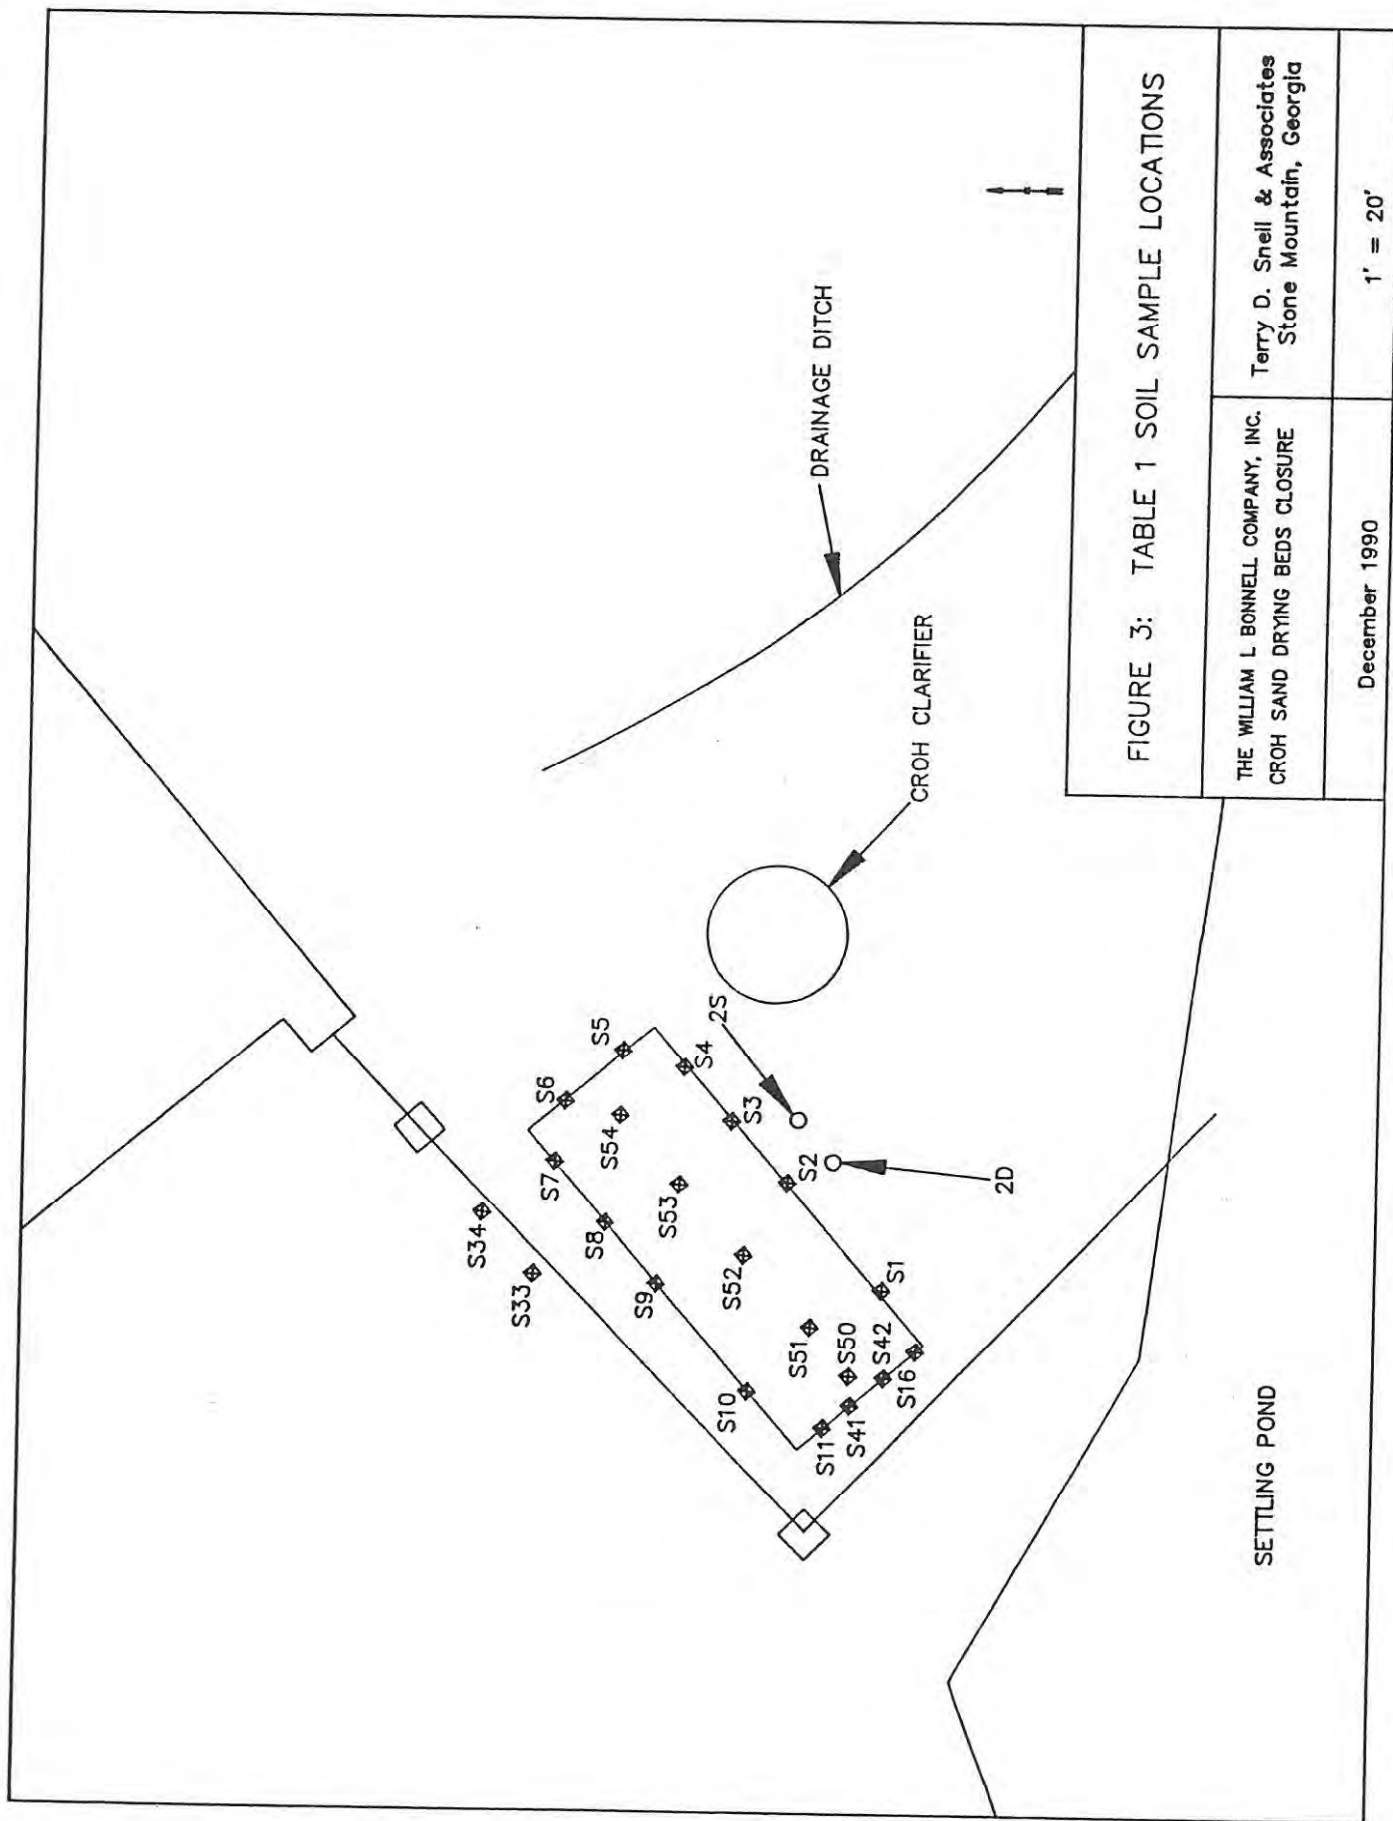 S34
S33
S7
S6
S5
S8
S54
S9
S53
S4
2S
S3
S10
S52
S2
2D
S51
S50
S1
S11
S41
S42
S16
CROH CLARIFIER
DRAINAGE DITCH
SETTLING POND
FIGURE 3: TABLE 1 SOIL SAMPLE LOCATIONS
THE WILLIAM L BONNELL COMPANY, INC.
CROH SAND DRYING BEDS CLOSURE
Terry D. Snell & Associates
Stone Mountain, Georgia
December 1990
1' = 20'